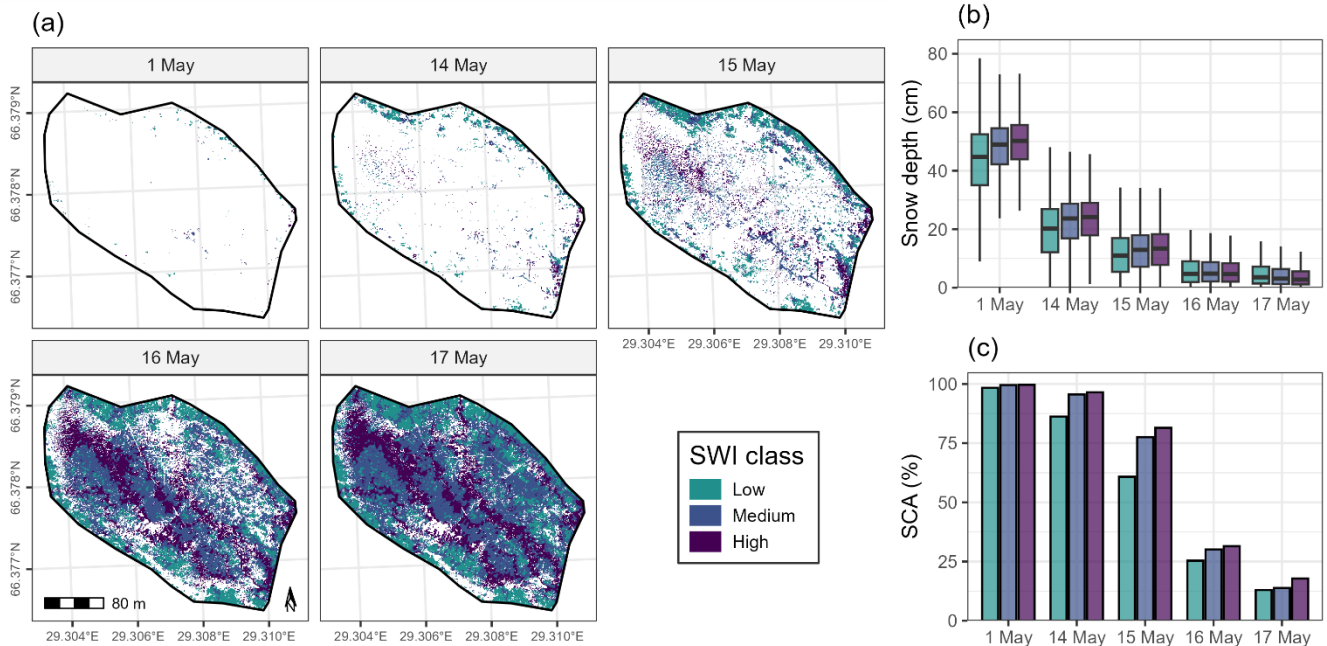 (a)
1 May
14 May
15 May
66.379°N
66.378°N
66.377°N
29.304°E 29.306°E 29.308°E 29.310°E
16 May
17 May
66.379°N
66.378°N
66.377°N
80 m
N
29.304°E 29.306°E 29.308°E 29.310°E
29.304°E 29.306°E 29.308°E 29.310°E
SWI class
Low
Medium
High
(b)
Snow depth (cm)
80
60
40
20
0
1 May 14 May 15 May 16 May 17 May
(c)
SCA (%)
100
75
50
25
0
1 May 14 May 15 May 16 May 17 May